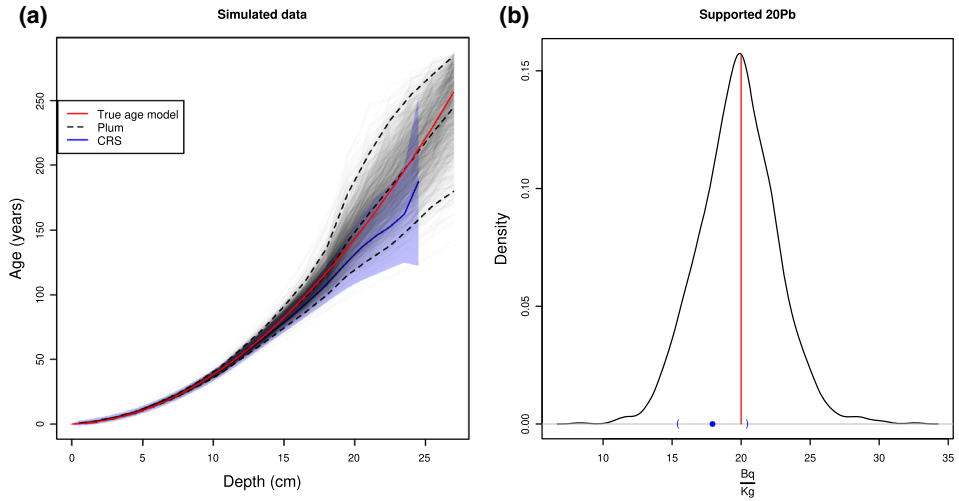 (a)
Simulated data
250
200
150
100
50
0
Age (years)
True age model
Plum
CRS
0 5 10 15 20 25
Depth (cm)
(b)
Supported 20Pb
0.15
0.10
0.05
0.00
Density
( )
10 15 20 25 30 35
Bq
Kg